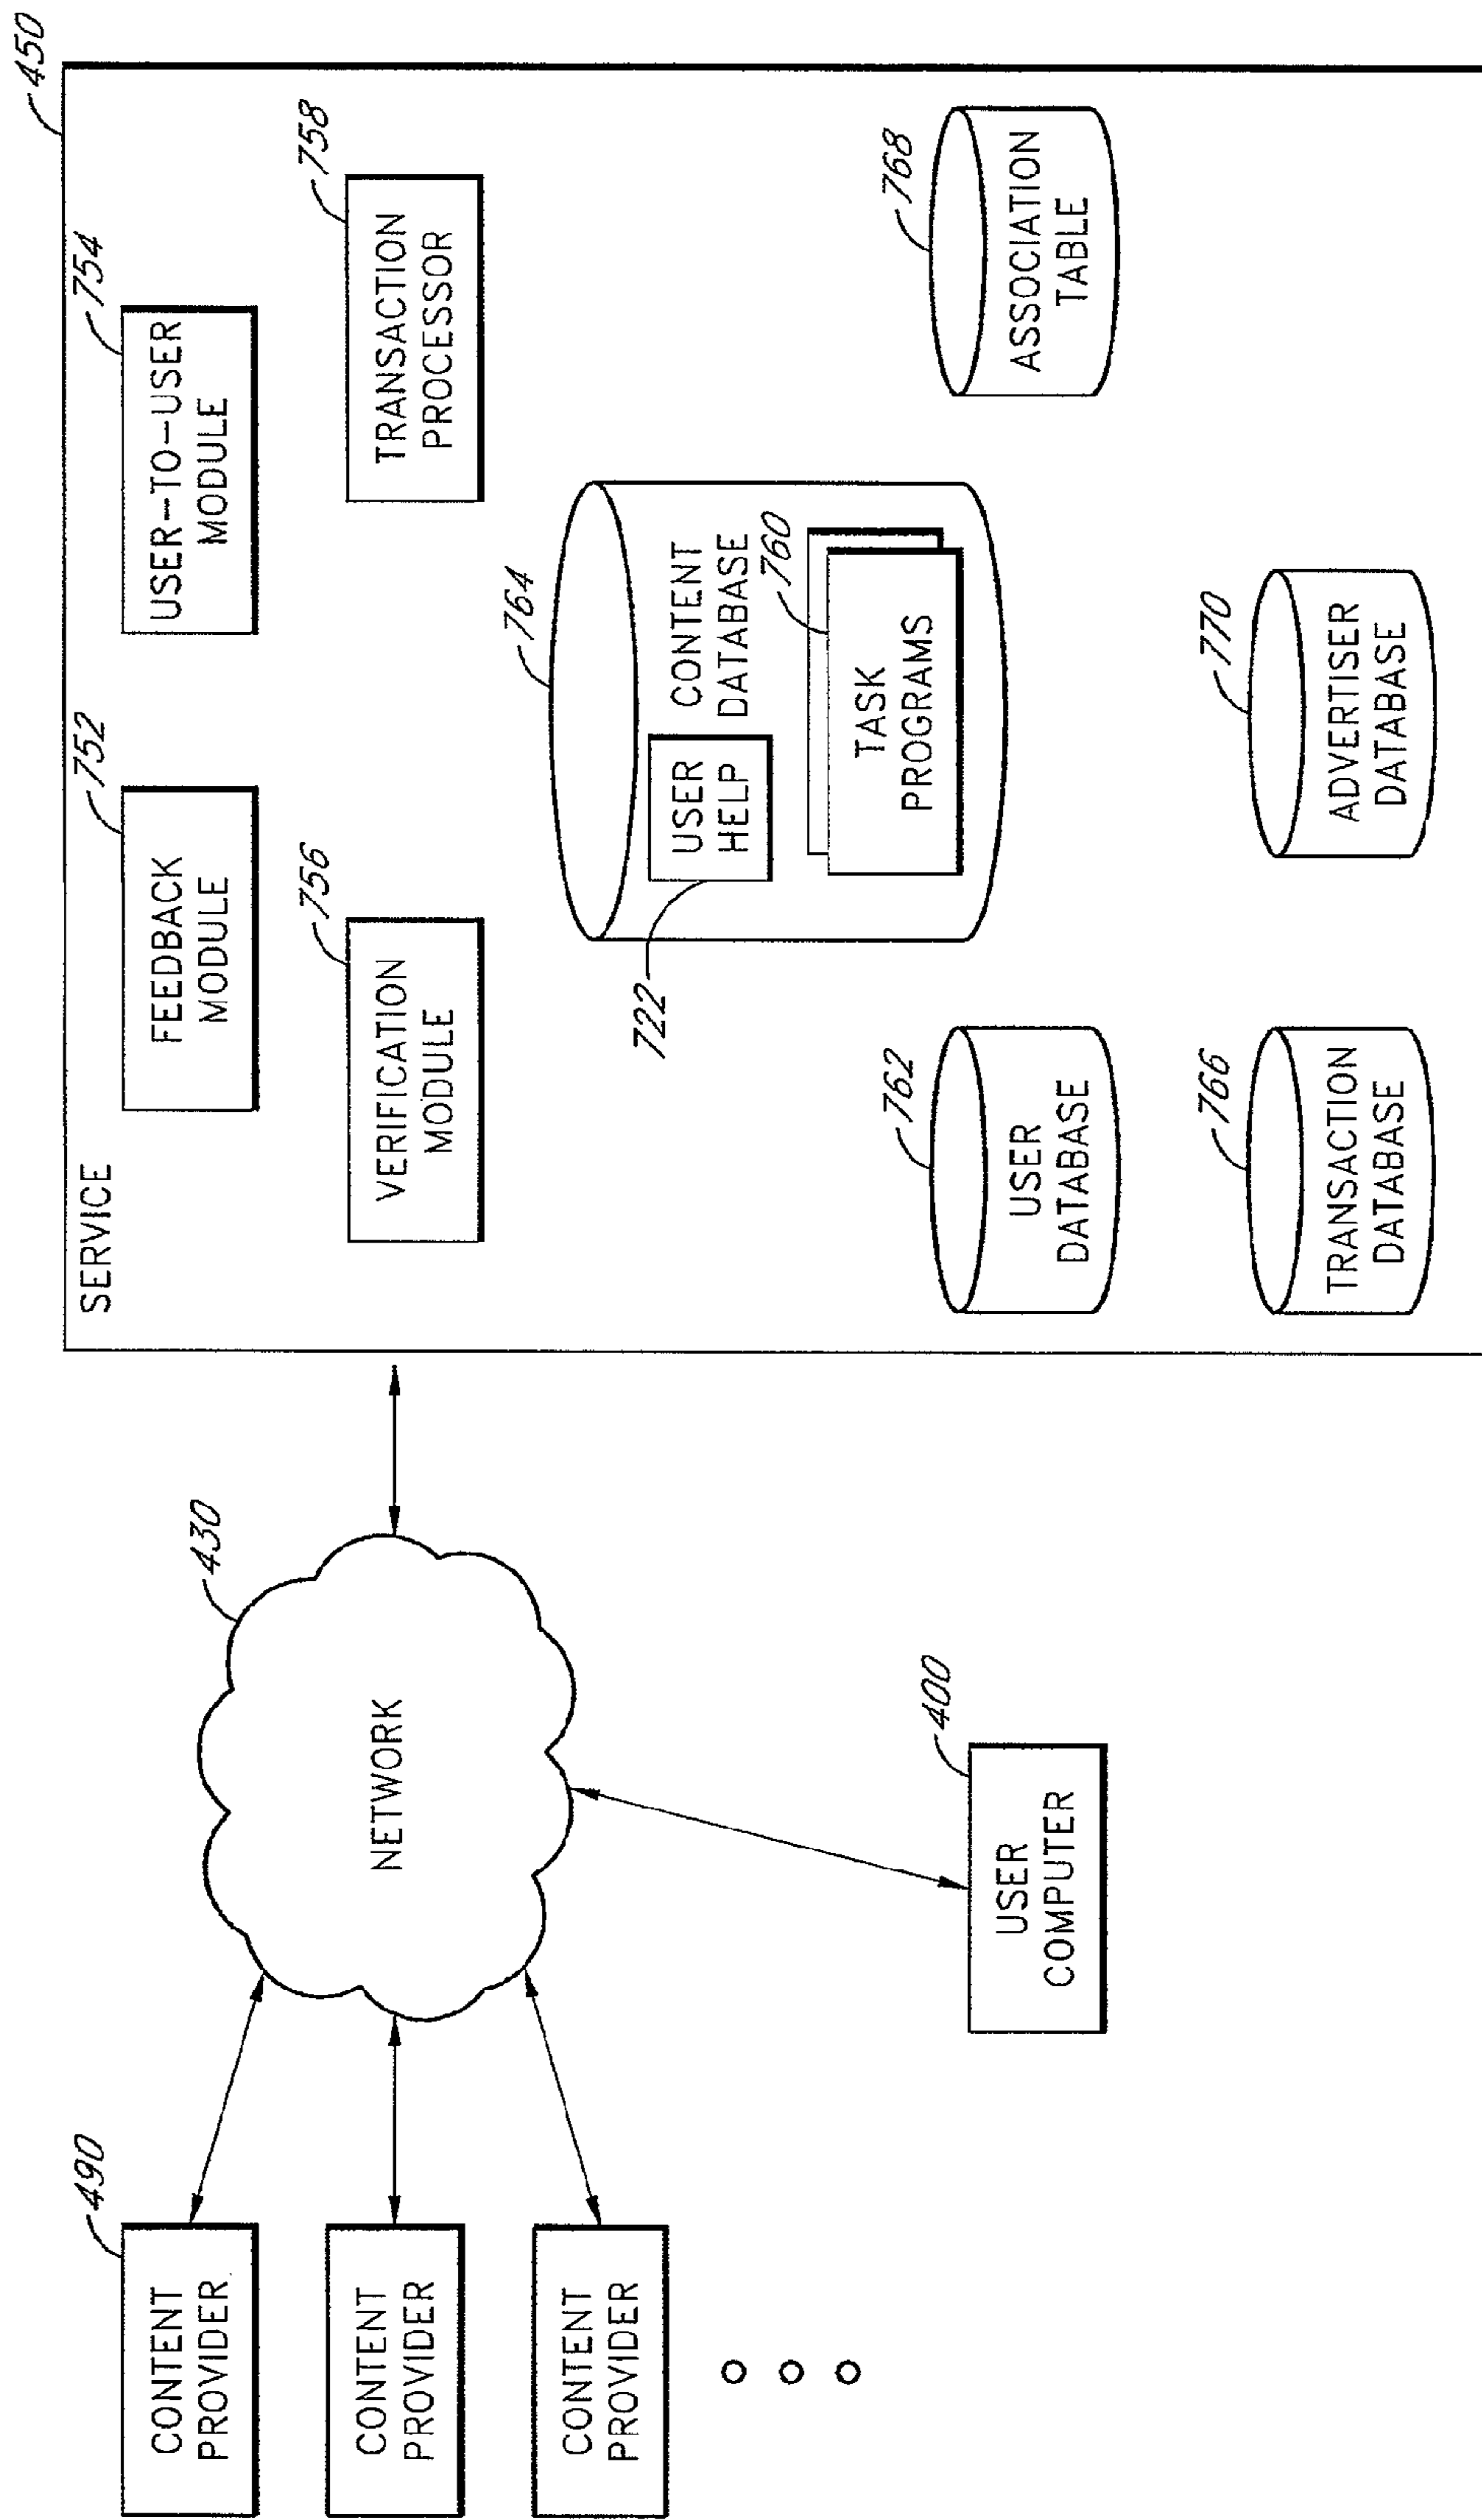 450
SERVICE
752
FEEDBACK
MODULE
754
USER-TO-USER
MODULE
756
VERIFICATION
MODULE
758
TRANSACTION
PROCESSOR
764
CONTENT
DATABASE
722
USER
HELP
760
TASK
PROGRAMS
762
USER
DATABASE
768
ASSOCIATION
TABLE
766
TRANSACTION
DATABASE
770
ADVERTISER
DATABASE
430
NETWORK
490
CONTENT
PROVIDER
CONTENT
PROVIDER
CONTENT
PROVIDER
400
USER
COMPUTER